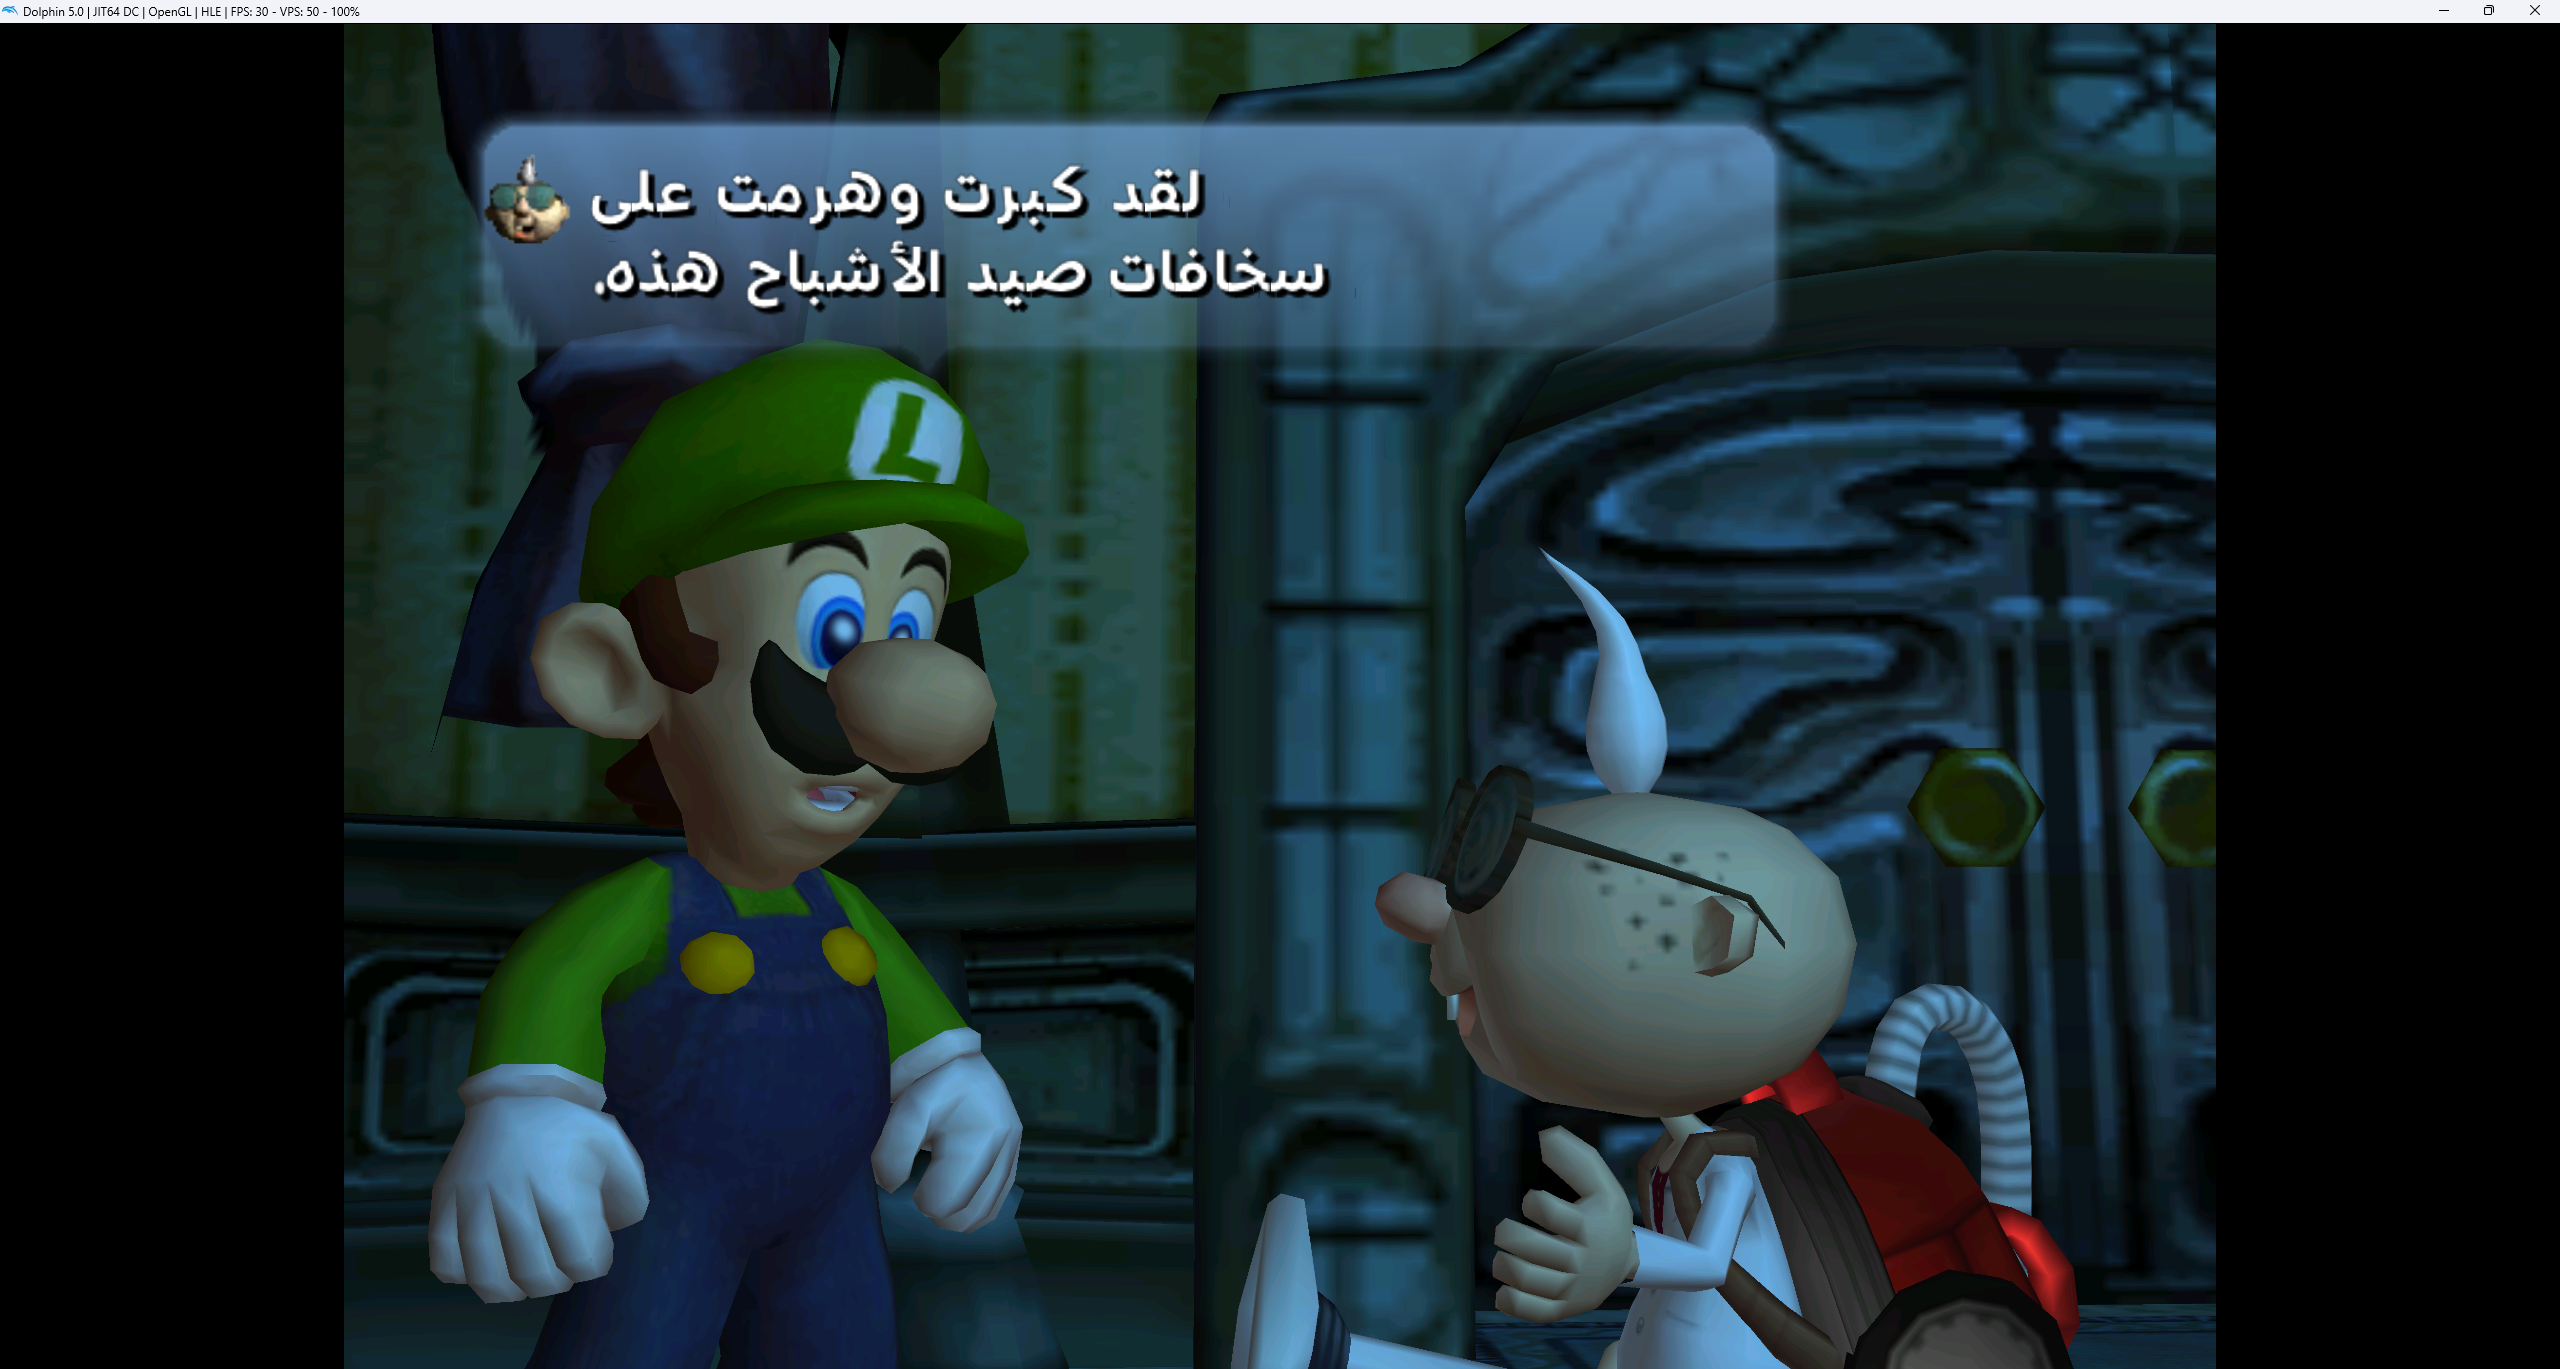 Dolphin 5.0 | JIT64 DC | OpenGL | HLE | FPS: 30 - VPS: 50 - 100%
لقد كبرت وهرمت على
سخافات صيد الأشباح هذه.
L